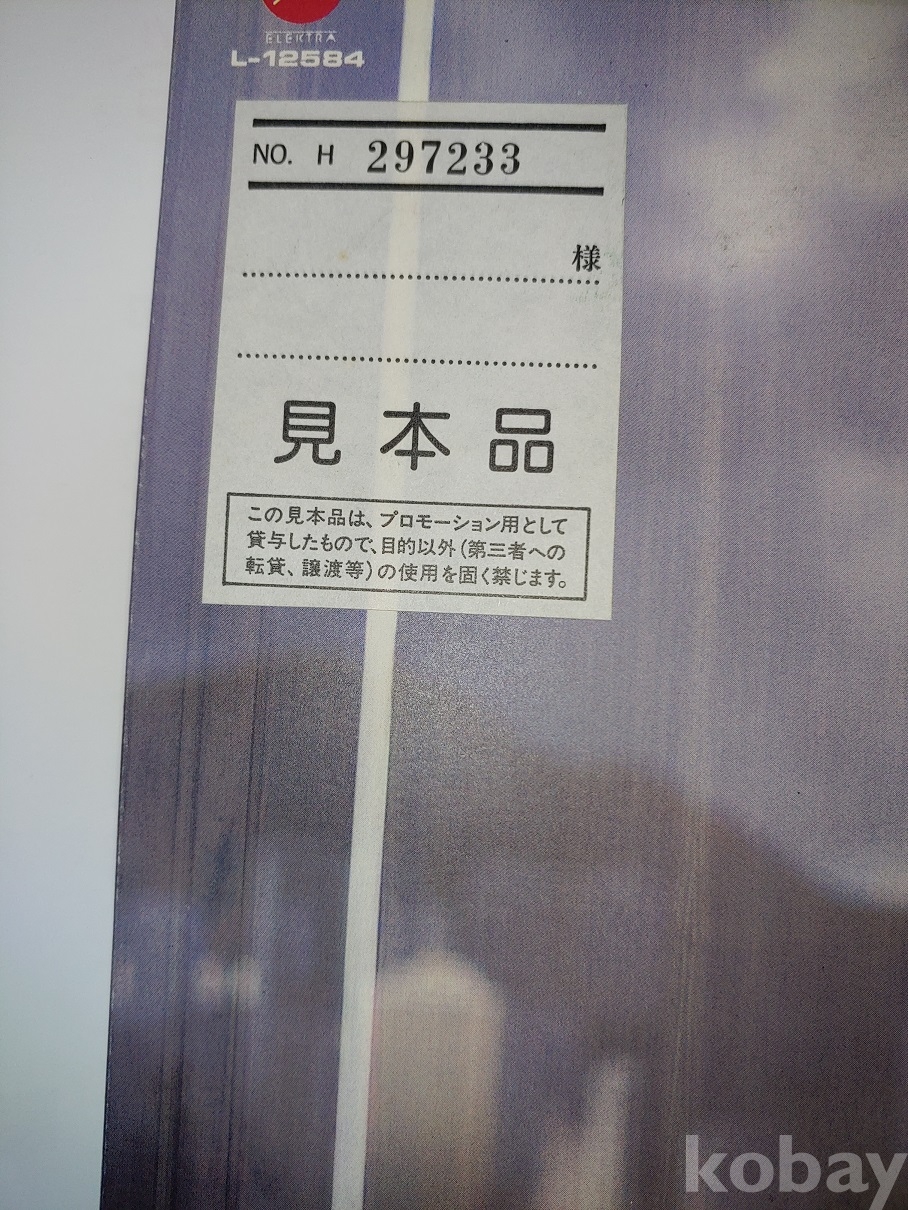 ELEKTRA
L-12584
NO. H 297233
様
見本品
この見本品は、プロモーション用として
貸与したもので、目的以外(第三者への
転貸、譲渡等)の使用を固く禁じます。
kobay